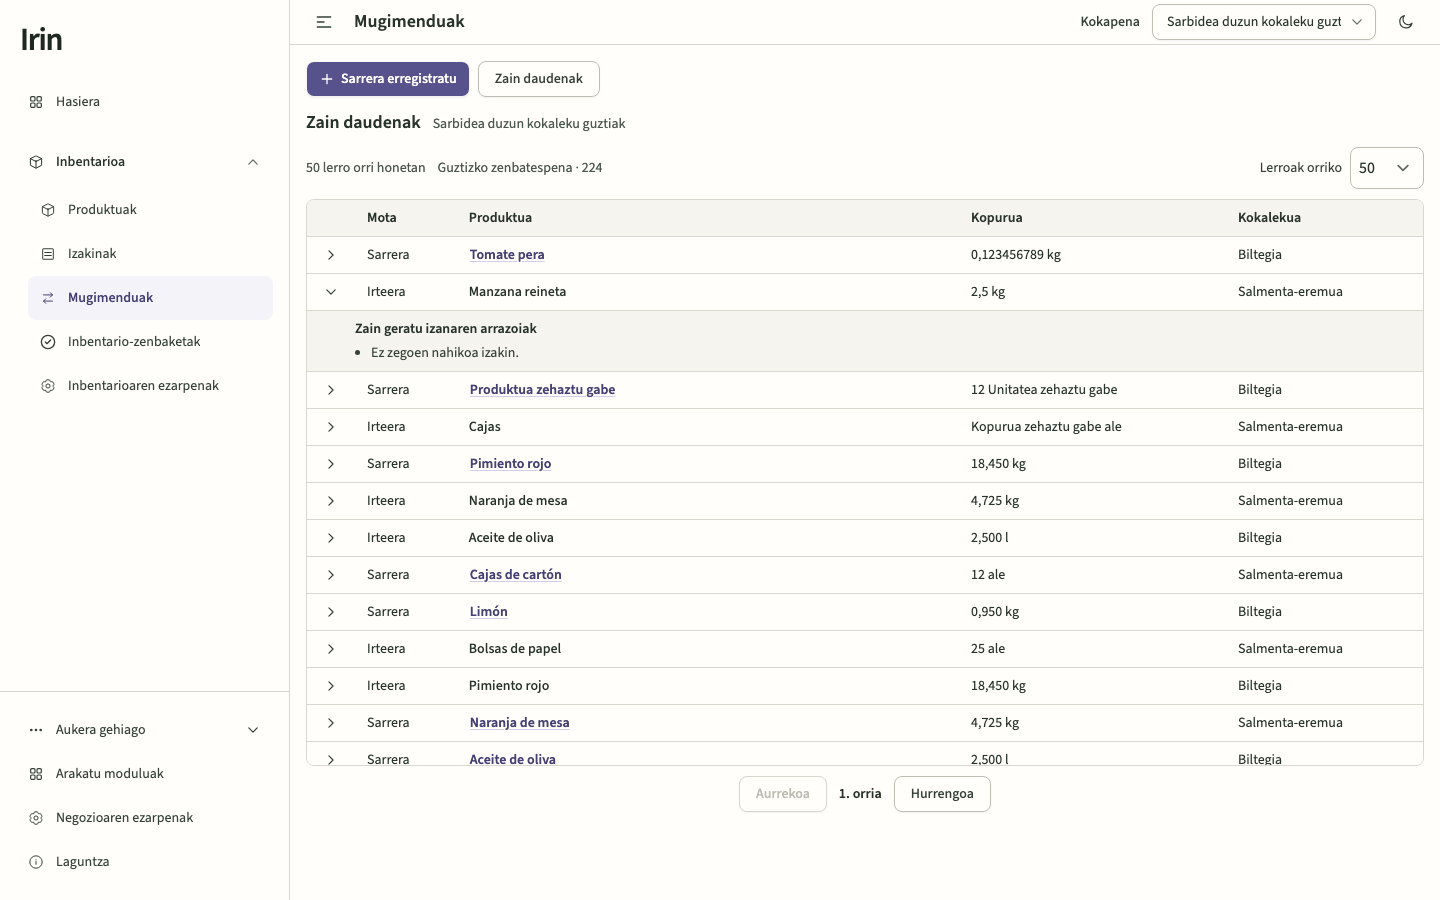 Irin
Hasiera
Inbentarioa
Produktuak
Izakinak
Mugimenduak
Inbentario-zenbaketak
Inbentarioaren ezarpenak
Aukera gehiago
Arakatu moduluak
Negozioaren ezarpenak
Laguntza
Mugimenduak
Kokapena Sarbidea duzun kokaleku guzt
Sarrera erregistratu Zain daudenak
Zain daudenak Sarbidea duzun kokaleku guztiak
50 lerro orri honetan Guztizko zenbatespena · 224 Lerroak orriko 50
Mota Produktua Kopurua Kokalekua
Sarrera Tomate pera 0,123456789 kg Biltegia
Irteera Manzana reineta 2,5 kg Salmenta-eremua
Zain geratu izanaren arrazoiak
• Ez zegoen nahikoa izakin.
Sarrera Produktua zehaztu gabe 12 Unitatea zehaztu gabe Biltegia
Irteera Cajas Kopurua zehaztu gabe ale Salmenta-eremua
Sarrera Pimiento rojo 18,450 kg Biltegia
Irteera Naranja de mesa 4,725 kg Salmenta-eremua
Irteera Aceite de oliva 2,500 l Biltegia
Sarrera Cajas de cartón 12 ale Salmenta-eremua
Sarrera Limón 0,950 kg Biltegia
Irteera Bolsas de papel 25 ale Salmenta-eremua
Irteera Pimiento rojo 18,450 kg Biltegia
Sarrera Naranja de mesa 4,725 kg Salmenta-eremua
Sarrera Aceite de oliva 2,500 l Biltegia
Aurrekoa 1. orria Hurrengoa